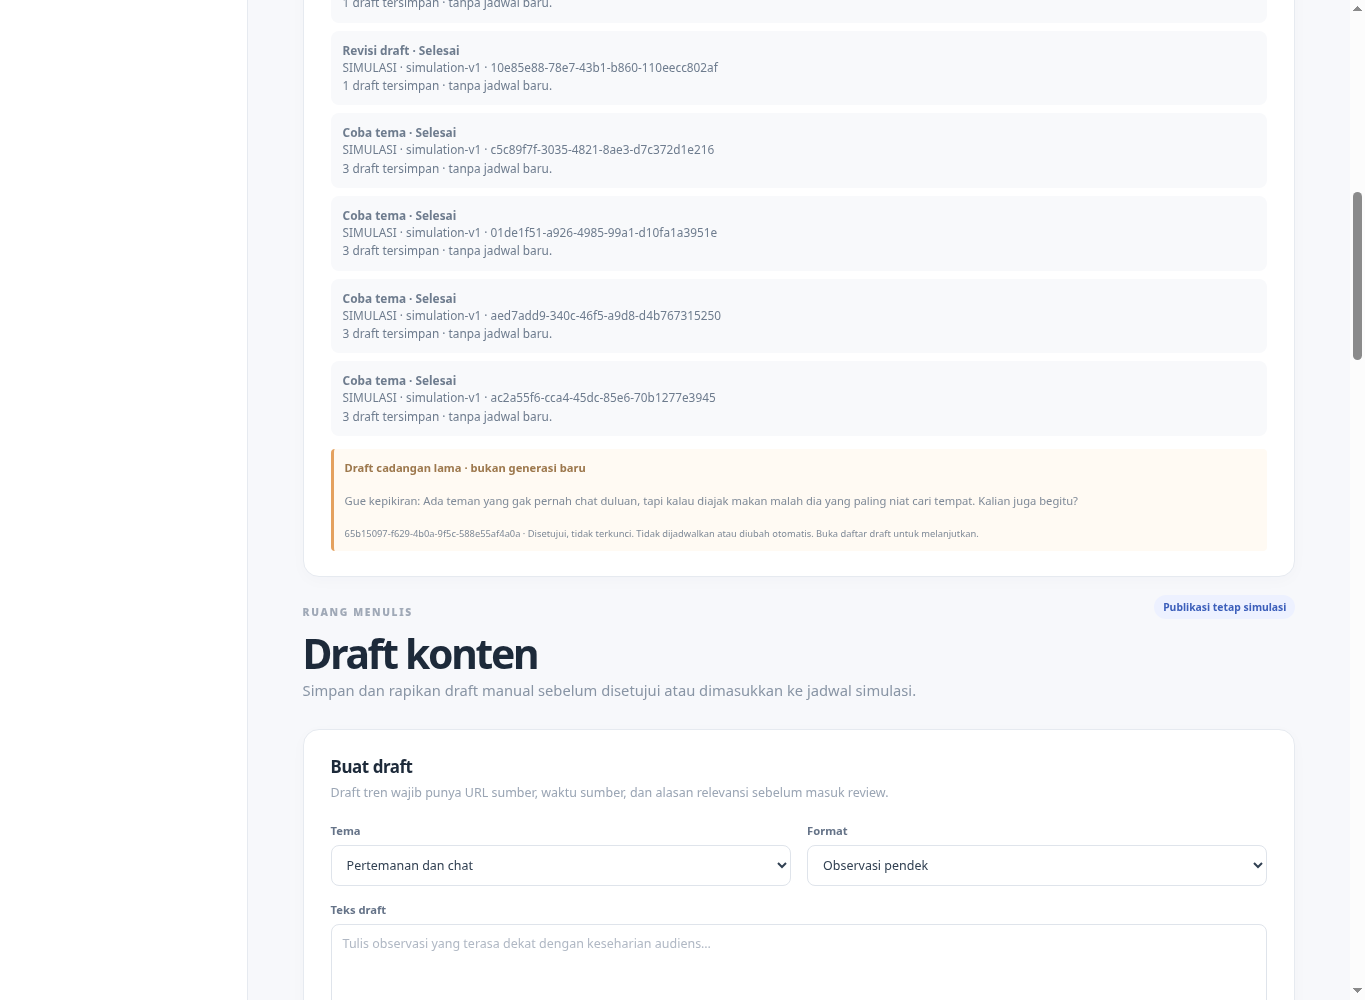 1 draft tersimpan · tanpa jadwal baru.
Revisi draft · Selesai
SIMULASI · simulation-v1 · 10e85e88-78e7-43b1-b860-110eecc802af
1 draft tersimpan · tanpa jadwal baru.
Coba tema · Selesai
SIMULASI · simulation-v1 · c5c89f7f-3035-4821-8ae3-d7c372d1e216
3 draft tersimpan · tanpa jadwal baru.
Coba tema · Selesai
SIMULASI · simulation-v1 · 01de1f51-a926-4985-99a1-d10fa1a3951e
3 draft tersimpan · tanpa jadwal baru.
Coba tema · Selesai
SIMULASI · simulation-v1 · aed7add9-340c-46f5-a9d8-d4b767315250
3 draft tersimpan · tanpa jadwal baru.
Coba tema · Selesai
SIMULASI · simulation-v1 · ac2a55f6-cca4-45dc-85e6-70b1277e3945
3 draft tersimpan · tanpa jadwal baru.
Draft cadangan lama · bukan generasi baru
Gue kepikiran: Ada teman yang gak pernah chat duluan, tapi kalau diajak makan malah dia yang paling niat cari tempat. Kalian juga begitu?
65b15097-f629-4b0a-9f5c-588e55af4a0a · Disetujui, tidak terkunci. Tidak dijadwalkan atau diubah otomatis. Buka daftar draft untuk melanjutkan.
RUANG MENULIS
Publikasi tetap simulasi
Draft konten
Simpan dan rapikan draft manual sebelum disetujui atau dimasukkan ke jadwal simulasi.
Buat draft
Draft tren wajib punya URL sumber, waktu sumber, dan alasan relevansi sebelum masuk review.
Tema
Format
Pertemanan dan chat
Observasi pendek
Teks draft
Tulis observasi yang terasa dekat dengan keseharian audiens...